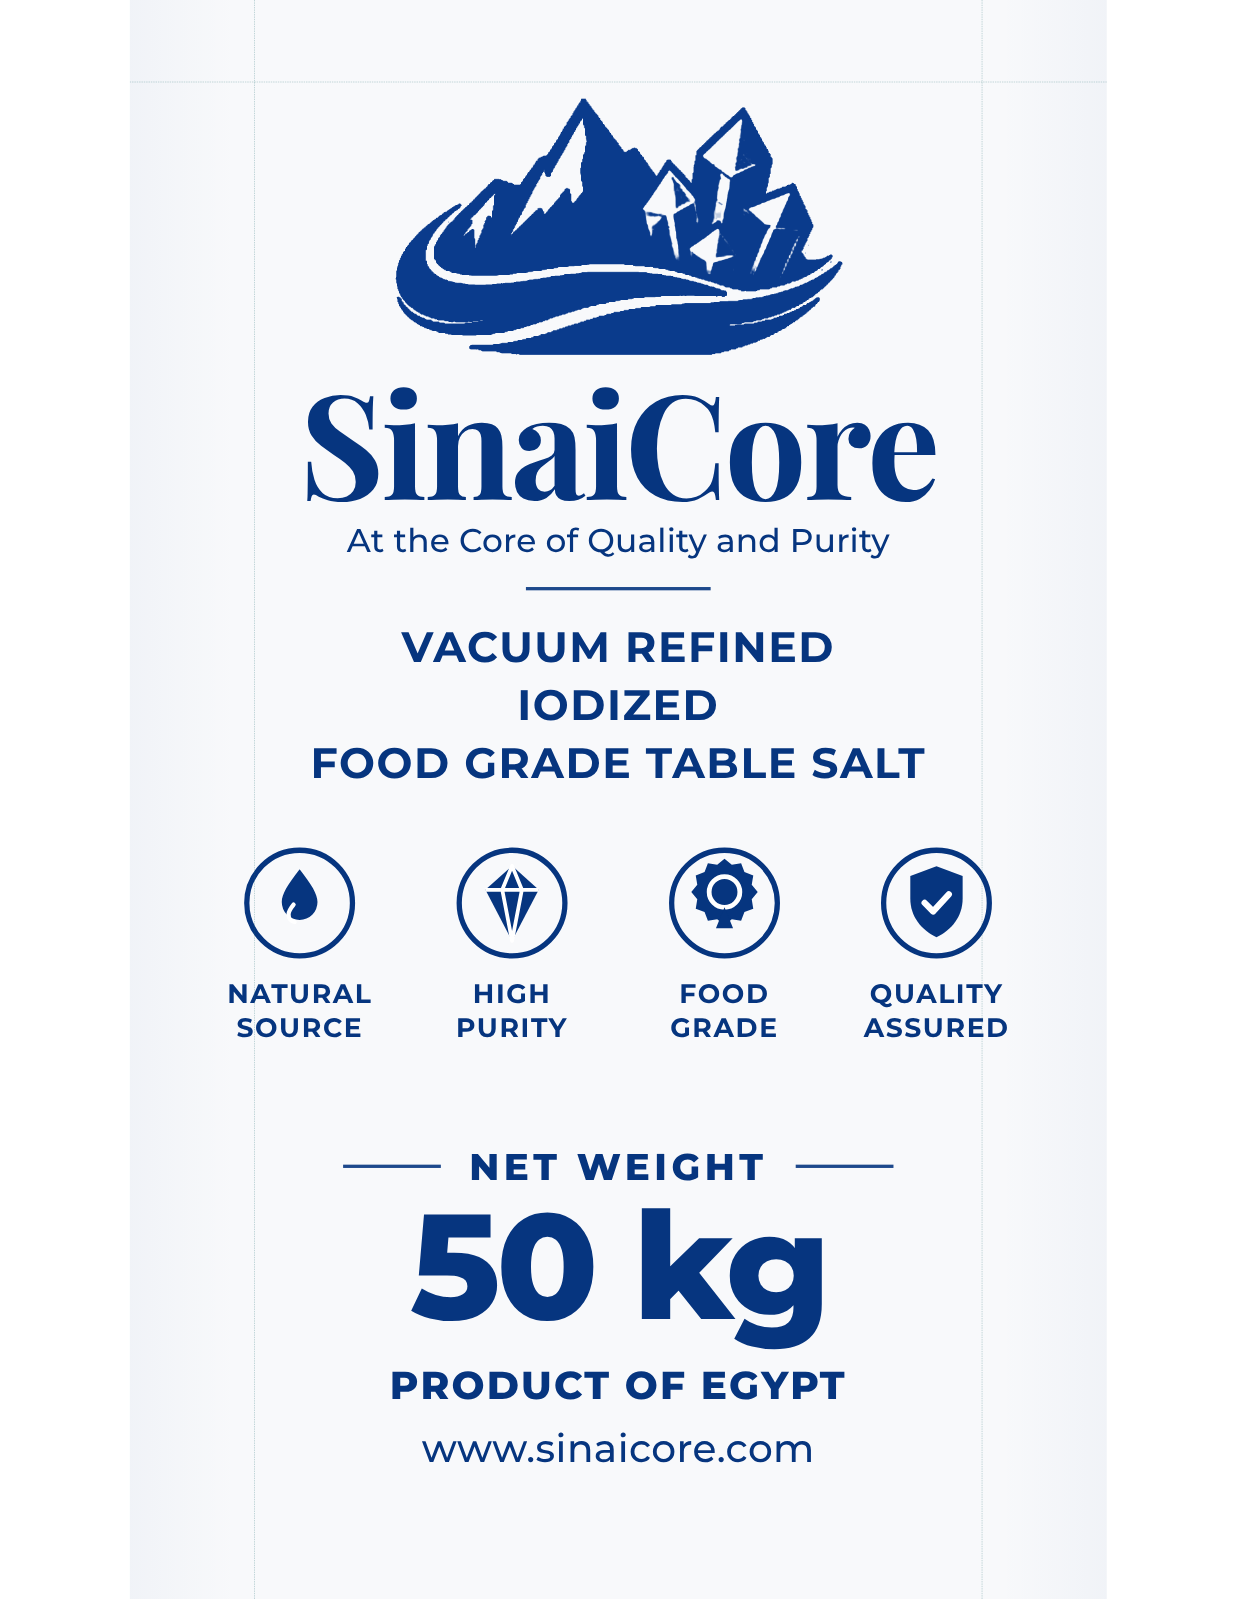 SinaiCore
At the Core of Quality and Purity
VACUUM REFINED
IODIZED
FOOD GRADE TABLE SALT
NATURAL
SOURCE
HIGH
PURITY
FOOD
GRADE
QUALITY
ASSURED
NET WEIGHT
50 kg
PRODUCT OF EGYPT
www.sinaicore.com